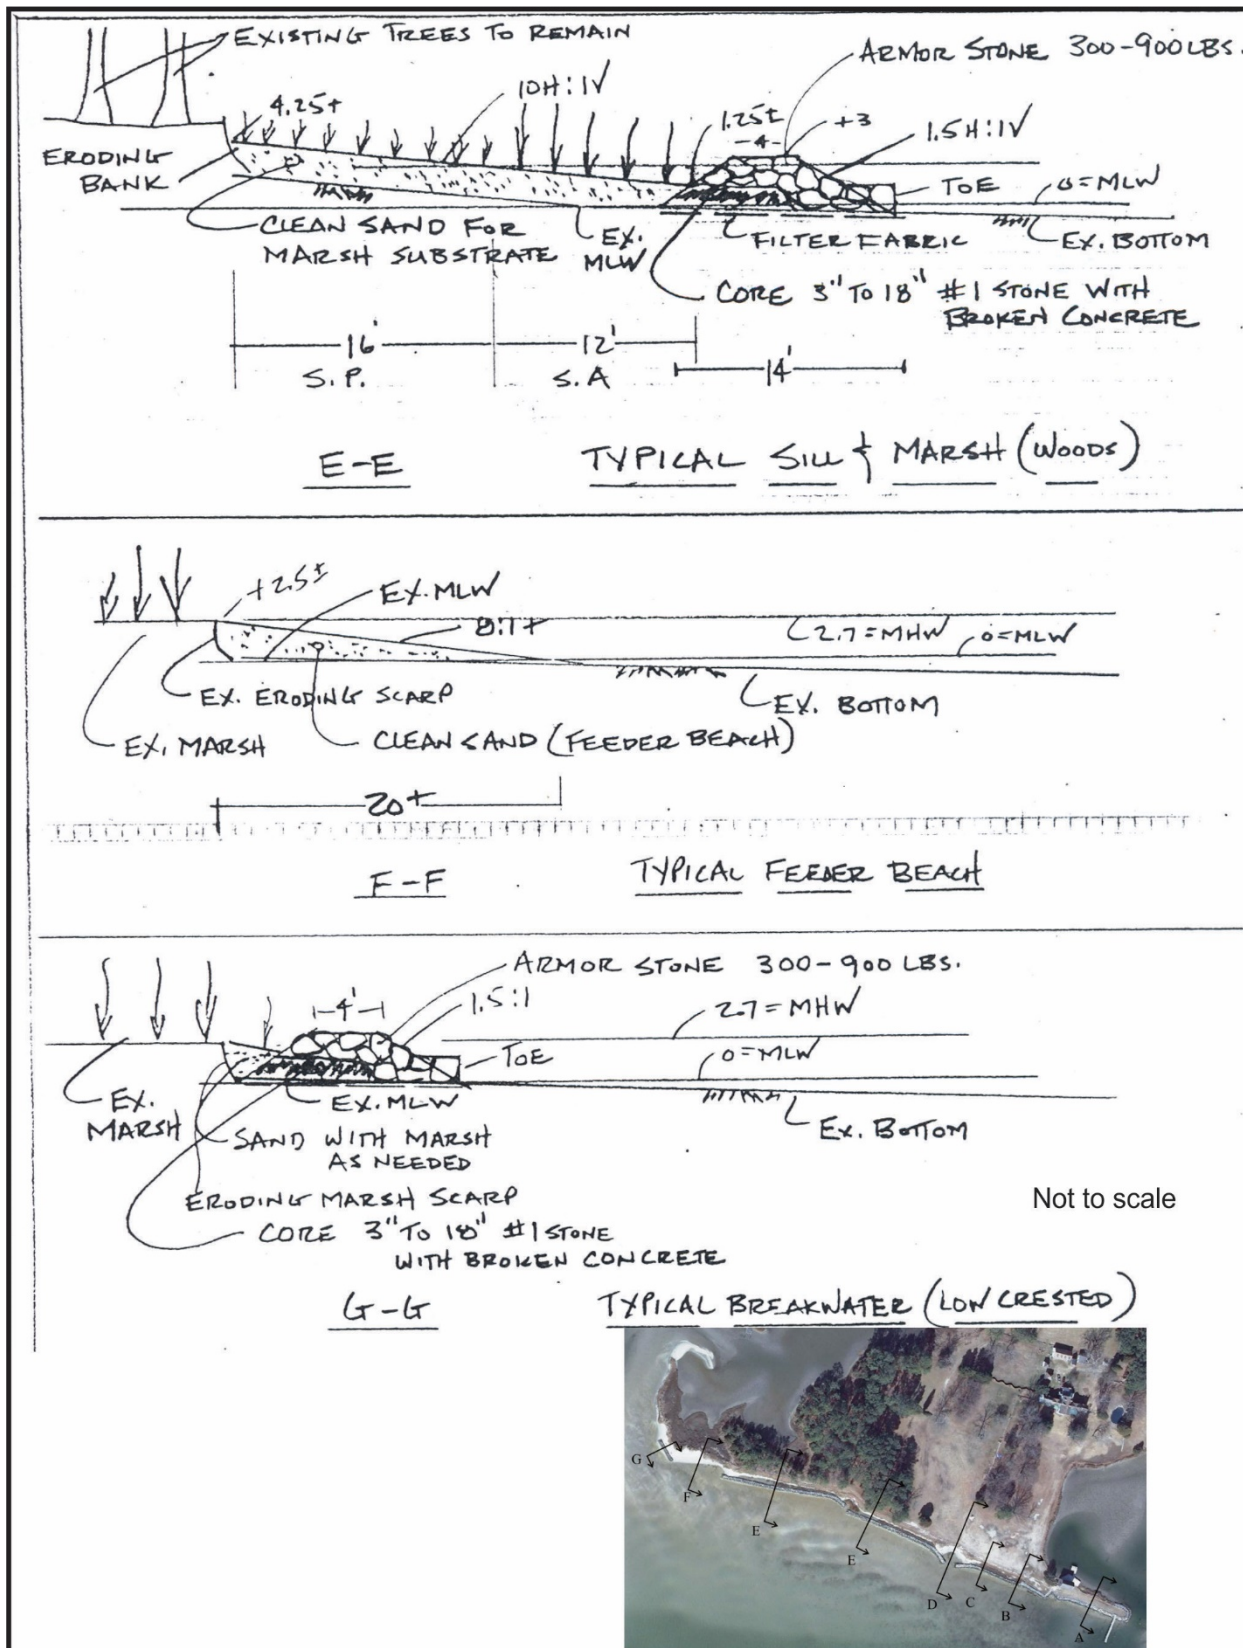 EXISTING TREES TO REMAIN
ARMOR STONE 300-900 LBS.
4.25±
10H:1V
1.25±
4
+3
1.5H:1V
ERODING
BANK
TOE
0=MLW
CLEAN SAND FOR
MARSH SUBSTRATE
EX.
MLW
FILTER FABRIC
EX. BOTTOM
CORE 3" TO 18" #1 STONE WITH
BROKEN CONCRETE
16'
12'
14'
S.P.
S.A
E-E
TYPICAL SILL & MARSH (WOODS)
+2.5±
EX. MLW
8:1±
2.7=MHW
0=MLW
EX. ERODING SCARP
EX. BOTTOM
EX. MARSH
CLEAN SAND (FEEDER BEACH)
20±
F-F
TYPICAL FEEDER BEACH
ARMOR STONE 300-900 LBS.
4'
1.5:1
2.7=MHW
TOE
0=MLW
EX.
MARSH
EX. MLW
EX. BOTTOM
SAND WITH MARSH
AS NEEDED
ERODING MARSH SCARP
Not to scale
CORE 3" TO 18" #1 STONE
WITH BROKEN CONCRETE
G-G
TYPICAL BREAKWATER (LOW CRESTED)
G
F
E
E
D
C
B
A